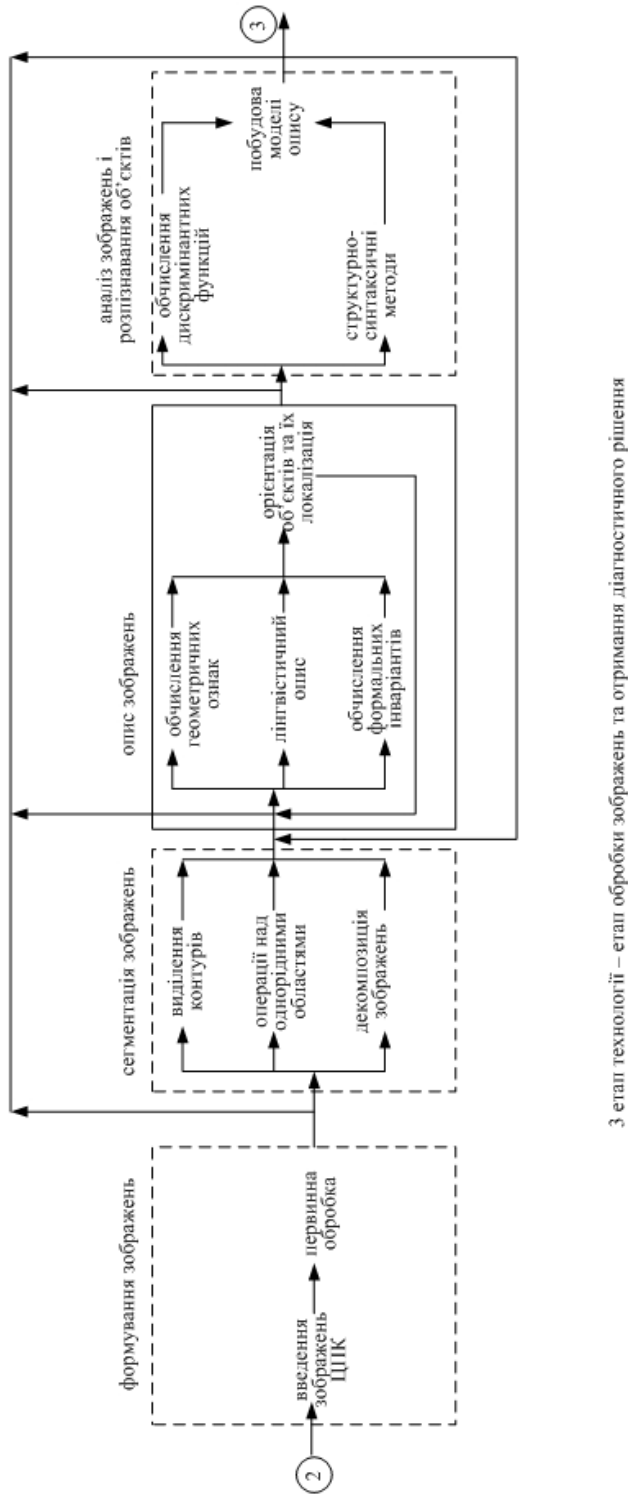 2
формування зображень
введення
зображень
ЦПК
первинна
обробка
сегментація зображень
виділення
контурів
операції над
однорідними
областями
декомпозиція
зображень
опис зображень
обчислення
геометричних
ознак
лінгвістичний
опис
обчислення
формальних
інваріантів
орієнтація
об'єктів та їх
локалізація
аналіз зображень і
розпізнавання об'єктів
обчислення
дискримінантних
функцій
структурно-
синтаксичні
методи
побудова
моделі
опису
3
3 етап технології – етап обробки зображень та отримання діагностичного рішення